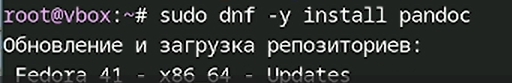 root@vbox:~# sudo dnf -y install pandoc
Обновление и загрузка репозиториев:
Fedora 41 - x86_64 - Updates